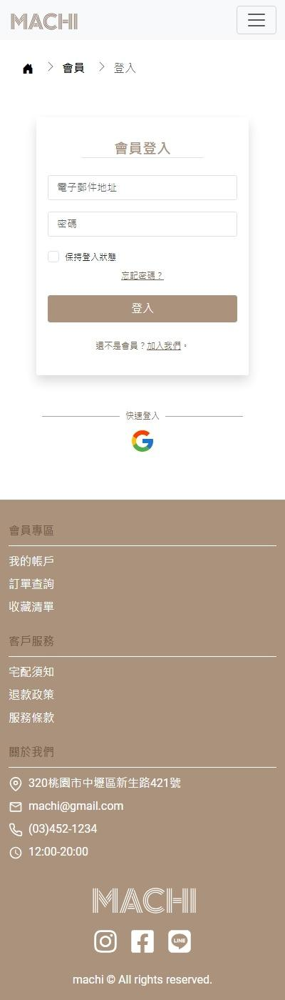 MACHI
會員
登入
會員登入
電子郵件地址
密碼
保持登入狀態
忘記密碼？
登入
還不是會員？加入我們。
快速登入
會員專區
我的帳戶
訂單查詢
收藏清單
客戶服務
宅配須知
退款政策
服務條款
關於我們
320桃園市中壢區新生路421號
machi@gmail.com
(03)452-1234
12:00-20:00
MACHI
LINE
machi © All rights reserved.